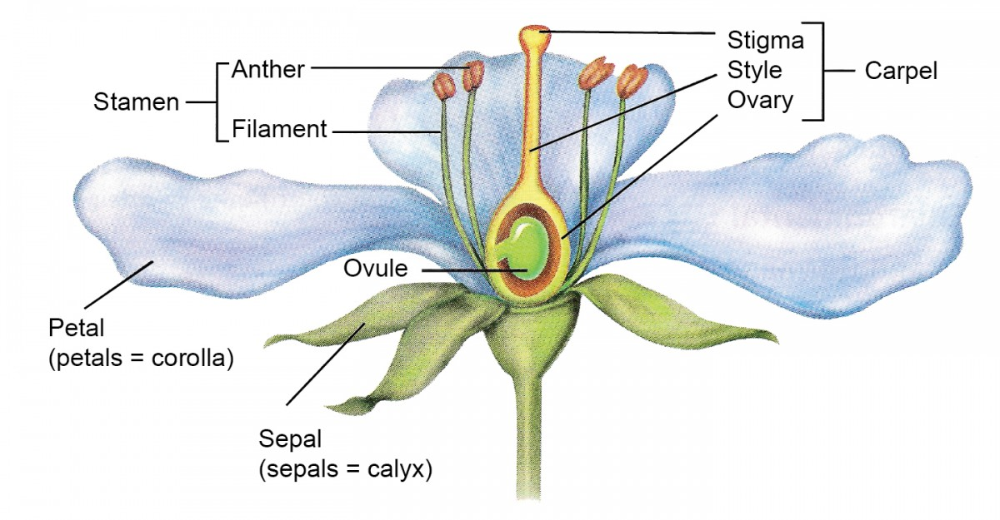 Stamen
Anther
Filament
Stigma
Style
Ovary
Carpel
Ovule
Petal
(petals = corolla)
Sepal
(sepals = calyx)